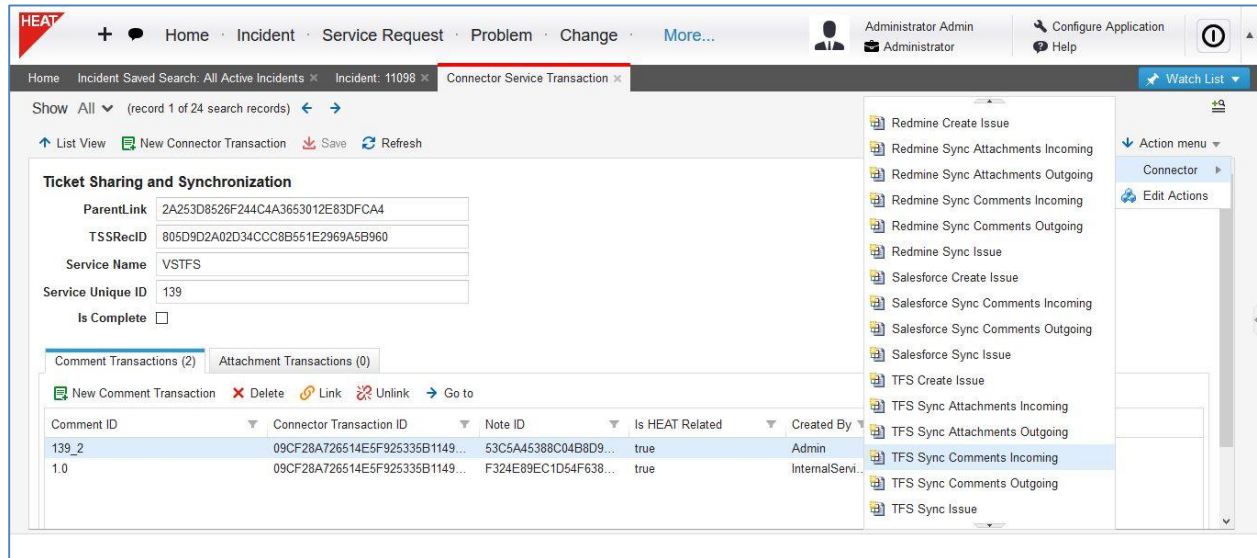 HEAT
Home · Incident · Service Request · Problem · Change · More...
Administrator Admin
Administrator
Configure Application
Help
Home Incident Saved Search: All Active Incidents × Incident: 11098 × Connector Service Transaction ×
Watch List
Show All (record 1 of 24 search records)
List View New Connector Transaction Save Refresh
Action menu
Ticket Sharing and Synchronization
ParentLink 2A253D8526F244C4A3653012E83DFCA4
TSSRecID 805D9D2A02D34CCC8B551E2969A5B960
Service Name VSTFS
Service Unique ID 139
Is Complete
Comment Transactions (2) Attachment Transactions (0)
New Comment Transaction Delete Link Unlink Go to
Comment ID Connector Transaction ID Note ID Is HEAT Related Created By
139_2 09CF28A726514E5F925335B1149... 53C5A45388C04B8D9... true Admin
1.0 09CF28A726514E5F925335B1149... F324E89EC1D54F638... true InternalServi...
Redmine Create Issue
Redmine Sync Attachments Incoming
Redmine Sync Attachments Outgoing
Redmine Sync Comments Incoming
Redmine Sync Comments Outgoing
Redmine Sync Issue
Salesforce Create Issue
Salesforce Sync Comments Incoming
Salesforce Sync Comments Outgoing
Salesforce Sync Issue
TFS Create Issue
TFS Sync Attachments Incoming
TFS Sync Attachments Outgoing
TFS Sync Comments Incoming
TFS Sync Comments Outgoing
TFS Sync Issue
Connector
Edit Actions